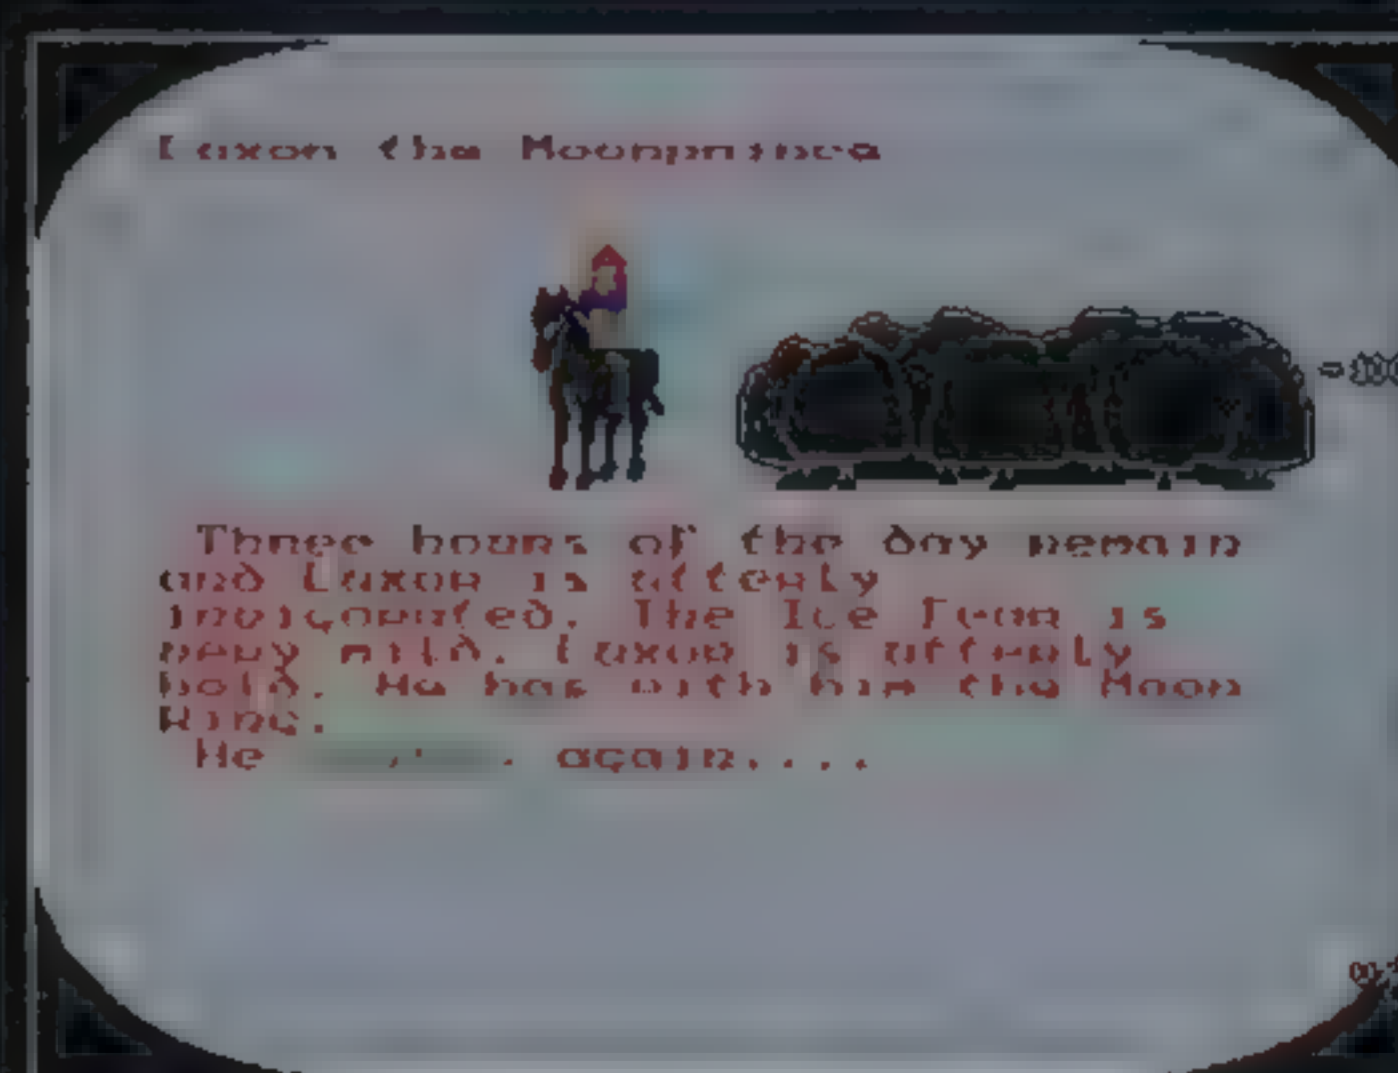 Luxor the Moonprince
Three hours of the day remain
and Luxor is utterly
invigorated. The Ice Fear is
very mild. Luxor is utterly
bold. He has with him the Moon
Ring.
He again....